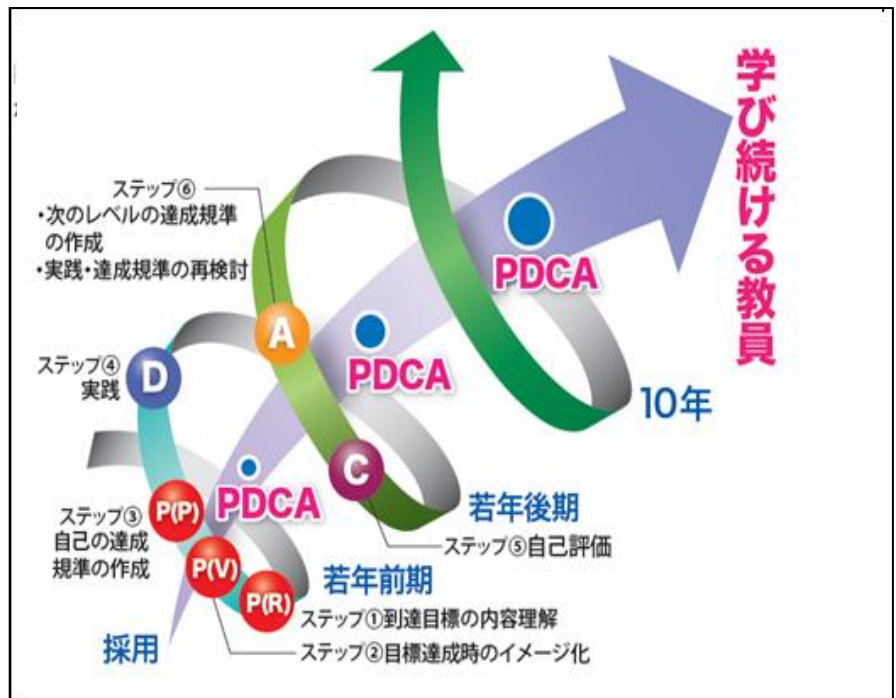 学び続ける教員
ステップ⑥
・次のレベルの達成規準
の作成
・実践・達成規準の再検討
PDCA
A
PDCA
D
ステップ④
実践
10年
C
PDCA
P(P)
若年後期
ステップ③
自己の達成
規準の作成
ステップ⑤自己評価
P(V)
若年前期
P(R)
ステップ①到達目標の内容理解
採用
ステップ②目標達成時のイメージ化